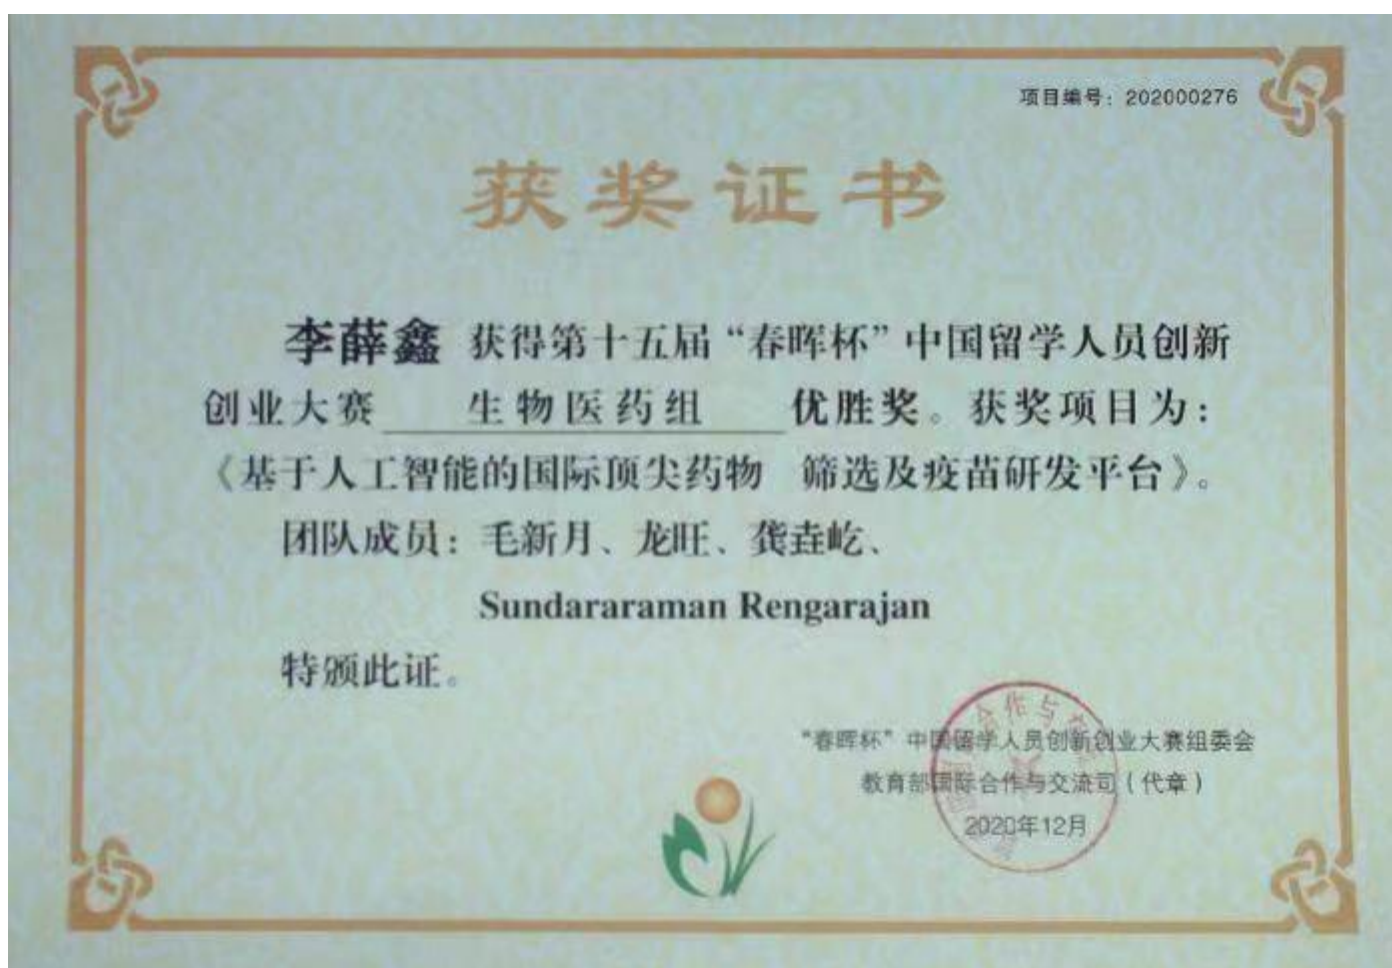 项目编号：202000276
获奖证书
李薛鑫 获得第十五届“春晖杯”中国留学人员创新
创业大赛 生物医药组 优胜奖。获奖项目为：
《基于人工智能的国际顶尖药物 筛选及疫苗研发平台》。
团队成员：毛新月、龙旺、龚垚屹、
Sundararaman Rengarajan
特颁此证。
“春晖杯”中国留学人员创新创业大赛组委会
教育部国际合作与交流司（代章）
2020年12月
合作与交